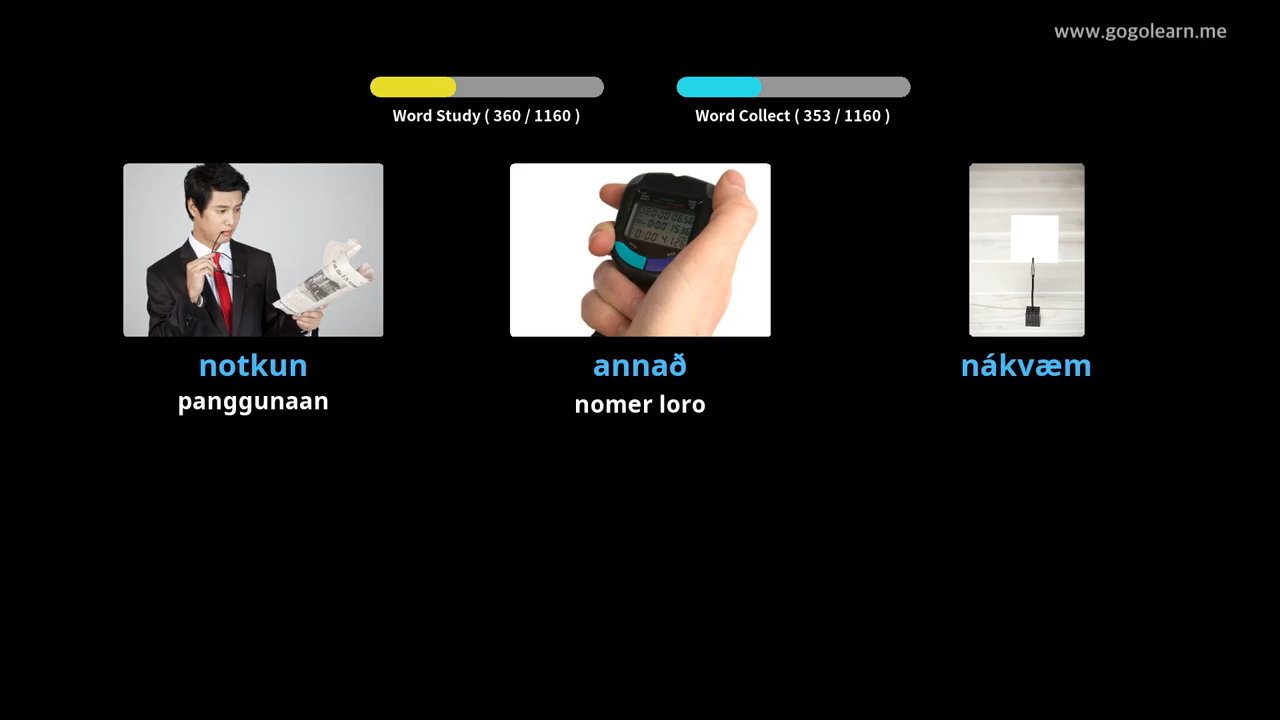 www.gogolearn.me
Word Study ( 360 / 1160 )
Word Collect ( 353 / 1160 )
notkun
annað
nákvæm
panggunaan
nomer loro